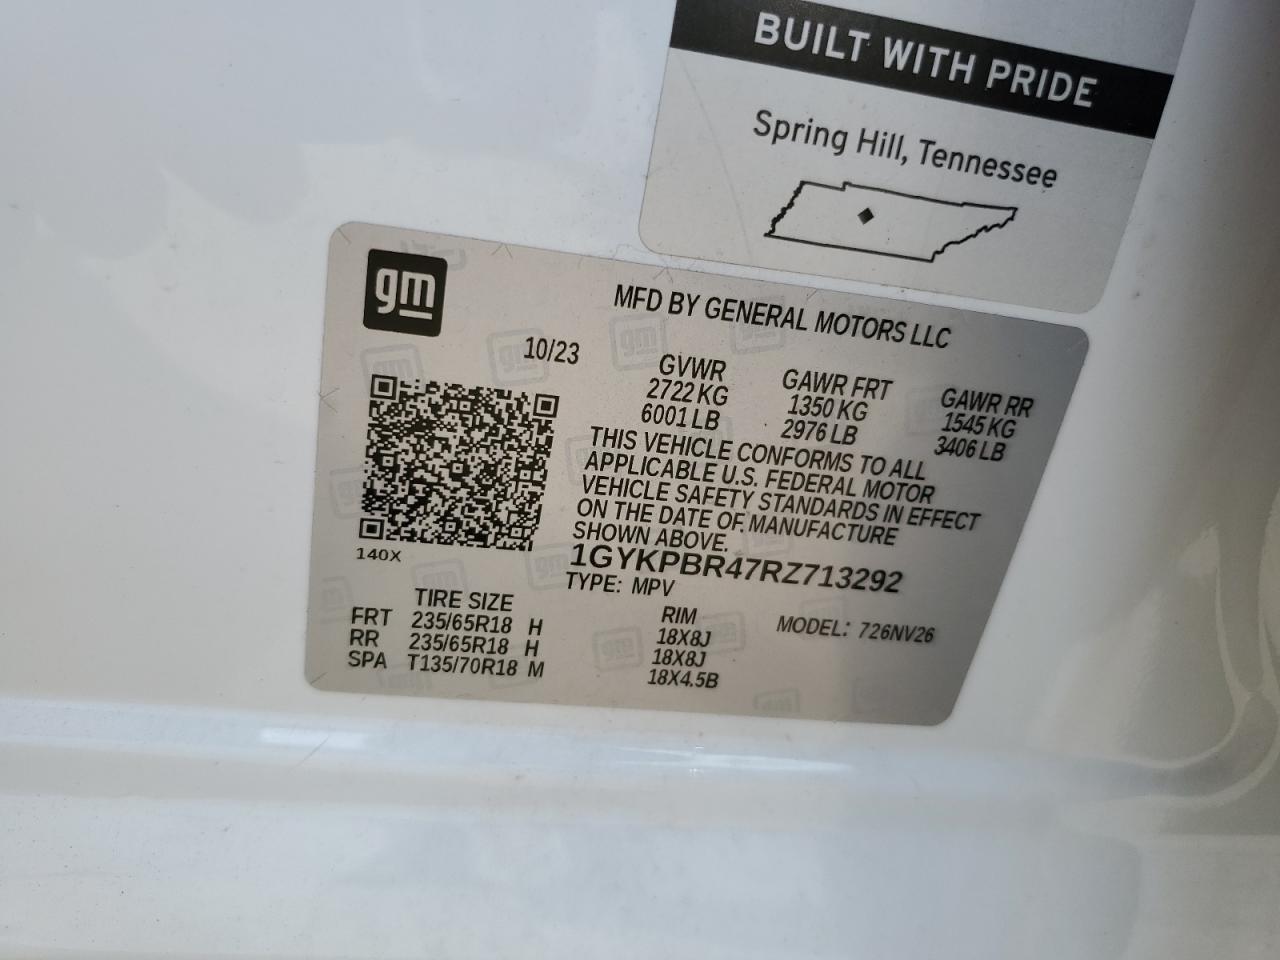 BUILT WITH PRIDE
Spring Hill, Tennessee
gm
MFD BY GENERAL MOTORS LLC
10/23
GVWR GAWR FRT GAWR RR
2722 KG 1350 KG 1545 KG
6001 LB 2976 LB 3406 LB
THIS VEHICLE CONFORMS TO ALL
APPLICABLE U.S. FEDERAL MOTOR
VEHICLE SAFETY STANDARDS IN EFFECT
ON THE DATE OF MANUFACTURE
SHOWN ABOVE.
140X
1GYKPBR47RZ713292
TYPE: MPV
MODEL: 726NV26
TIRE SIZE RIM
FRT 235/65R18 H 18X8J
RR 235/65R18 H 18X8J
SPA T135/70R18 M 18X4.5B